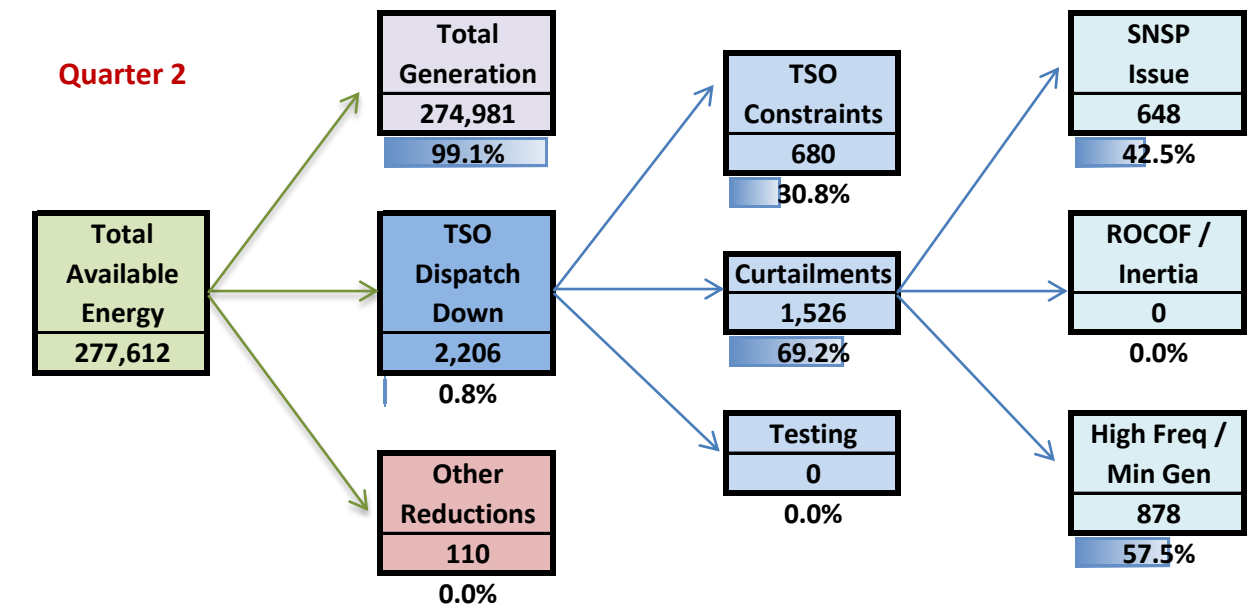 Quarter 2
Total
Available
Energy
277,612
Total
Generation
274,981
99.1%
TSO
Dispatch
Down
2,206
0.8%
Other
Reductions
110
0.0%
TSO
Constraints
680
30.8%
Curtailments
1,526
69.2%
Testing
0
0.0%
SNSP
Issue
648
42.5%
ROCOF /
Inertia
0
0.0%
High Freq /
Min Gen
878
57.5%